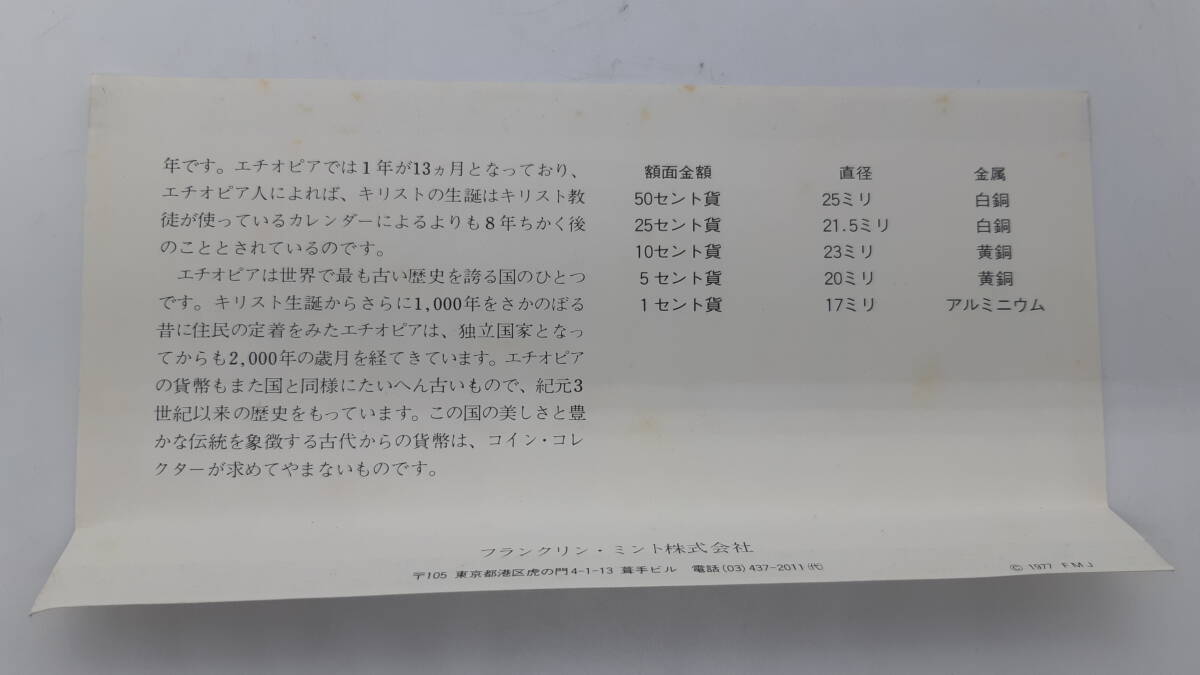 年です。エチオピアでは1年が13ヵ月となっており、
エチオピア人によれば、キリストの生誕はキリスト教
徒が使っているカレンダーによるよりも8年ちかく後
のこととされているのです。
エチオピアは世界で最も古い歴史を誇る国のひとつ
です。キリスト生誕からさらに1,000年をさかのぼる
昔に住民の定着をみたエチオピアは、独立国家となっ
てからも2,000年の歳月を経てきています。エチオピア
の貨幣もまた国と同様にたいへん古いもので、紀元3
世紀以来の歴史をもっています。この国の美しさと豊
かな伝統を象徴する古代からの貨幣は、コイン・コレ
クターが求めてやまないものです。
額面金額 直径 金属
50セント貨 25ミリ 白銅
25セント貨 21.5ミリ 白銅
10セント貨 23ミリ 黄銅
5セント貨 20ミリ 黄銅
1セント貨 17ミリ アルミニウム
フランクリン・ミント株式会社
〒105 東京都港区虎の門4-1-13 葺手ビル 電話(03)437-2011(代)
© 1977 FMJ